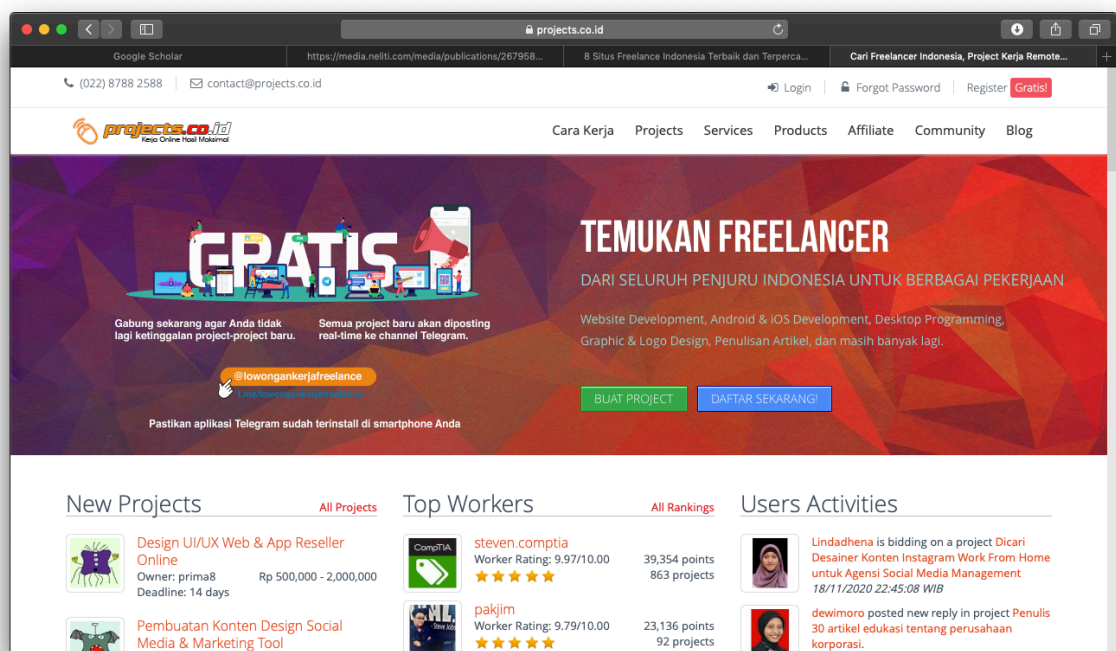 projects.co.id
Google Scholar
https://media.neliti.com/media/publications/267958...
8 Situs Freelance Indonesia Terbaik dan Terperca...
Cari Freelancer Indonesia, Project Kerja Remote...
(022) 8788 2588
contact@projects.co.id
Login
Forgot Password
Register Gratis!
projects.co.id
Kerja Online Hasil Maksimal
Cara Kerja
Projects
Services
Products
Affiliate
Community
Blog
GRATIS
Gabung sekarang agar Anda tidak
lagi ketinggalan project-project baru.
Semua project baru akan diposting
real-time ke channel Telegram.
@lowongankerjafreelance
Pastikan aplikasi Telegram sudah terinstall di smartphone Anda
TEMUKAN FREELANCER
DARI SELURUH PENJURU INDONESIA UNTUK BERBAGAI PEKERJAAN
Website Development, Android & iOS Development, Desktop Programming,
Graphic & Logo Design, Penulisan Artikel, dan masih banyak lagi.
BUAT PROJECT
DAFTAR SEKARANG!
New Projects
All Projects
Design UI/UX Web & App Reseller
Online
Owner: prima8
Rp 500,000 - 2,000,000
Deadline: 14 days
Pembuatan Konten Design Social
Media & Marketing Tool
Top Workers
All Rankings
CompTIA
steven.comptia
Worker Rating: 9.97/10.00
39,354 points
863 projects
pakjim
Worker Rating: 9.79/10.00
23,136 points
92 projects
Users Activities
Lindadhena is bidding on a project Dicari
Desainer Konten Instagram Work From Home
untuk Agensi Social Media Management
18/11/2020 22:45:08 WIB
dewimoro posted new reply in project Penulis
30 artikel edukasi tentang perusahaan
korporasi.